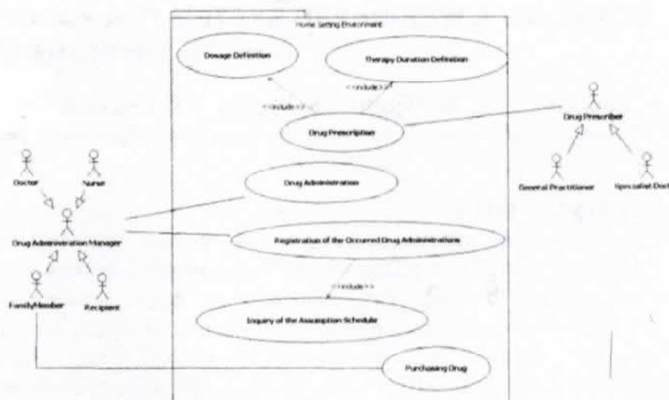 Home Setting Environment
Dosage Definition
Therapy Duration Definition
<<include>>
<<include>>
Drug Prescription
Drug Prescriber
General Practitioner
Specialist Doct
Doctor
Nurse
Drug Administration
Drug Administration Manager
Registration of the Occurred Drug Administrations
<<include>>
FamilyMember
Recipient
Inquiry of the Assumption Schedule
Purchasing Drug